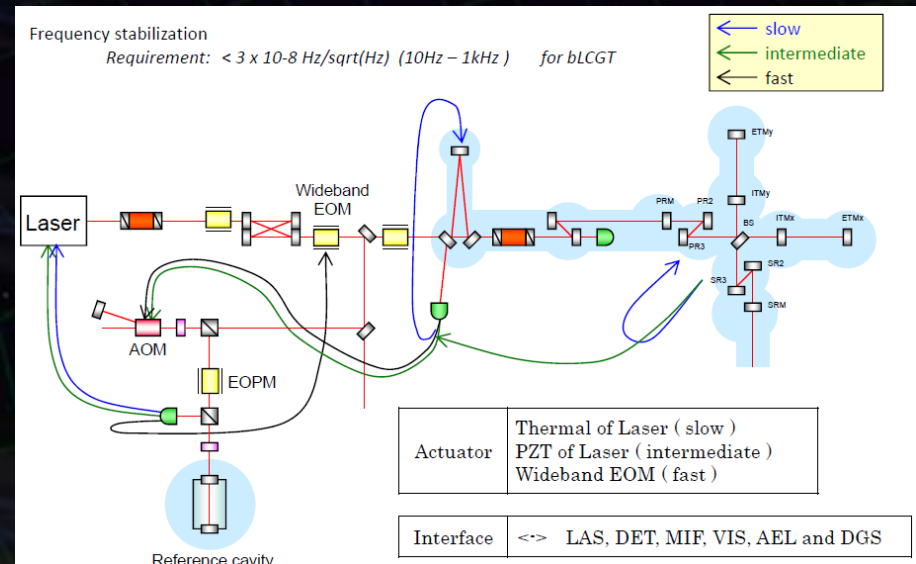 Frequency stabilization
Requirement: < 3 x 10-8 Hz/sqrt(Hz) (10Hz – 1kHz ) for bLCGT
slow
intermediate
fast
ETMy
Wideband
EOM
Laser
PRM
PR2
ITMy
BS
ITMx
ETMx
PR3
SR2
SR3
SRM
AOM
EOPM
Actuator
Thermal of Laser ( slow )
PZT of Laser ( intermediate )
Wideband EOM ( fast )
Interface
<-> LAS, DET, MIF, VIS, AEL and DGS
Reference cavity